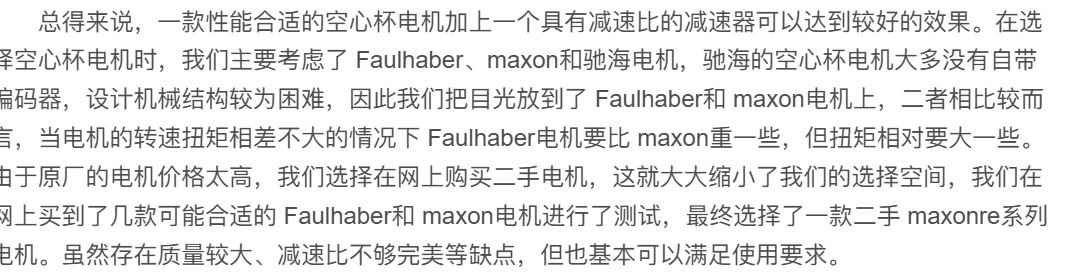 总得来说，一款性能合适的空心杯电机加上一个具有减速比的减速器可以达到较好的效果。在选
择空心杯电机时，我们主要考虑了 Faulhaber、maxon和驰海电机，驰海的空心杯电机大多没有自带
编码器，设计机械结构较为困难，因此我们把目光放到了 Faulhaber和 maxon电机上，二者相比较而
言，当电机的转速扭矩相差不大的情况下 Faulhaber电机要比 maxon重一些，但扭矩相对要大一些。
由于原厂的电机价格太高，我们选择在网上购买二手电机，这就大大缩小了我们的选择空间，我们在
网上买到了几款可能合适的 Faulhaber和 maxon电机进行了测试，最终选择了一款二手 maxonre系列
电机。虽然存在质量较大、减速比不够完美等缺点，但也基本可以满足使用要求。